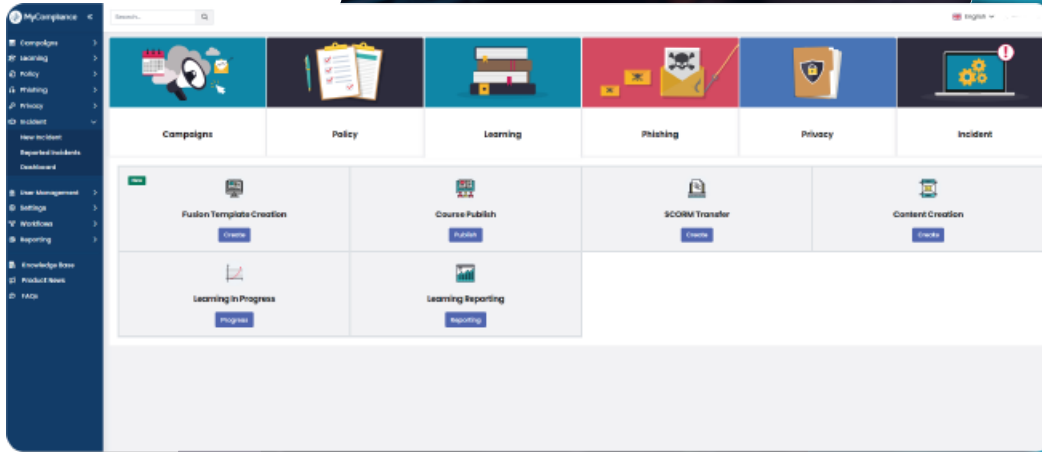 MyCompliance
Search...
English
Campaigns
Learning
Policy
Phishing
Privacy
Incident
New Incident
Reported Incidents
Dashboard
User Management
Settings
Workflows
Reporting
Knowledge Base
Product News
FAQs
Campaigns
Policy
Learning
Phishing
Privacy
Incident
New
Fusion Template Creation
Create
Course Publish
Publish
SCORM Transfer
Create
Content Creation
Create
Learning In Progress
Progress
Learning Reporting
Reporting